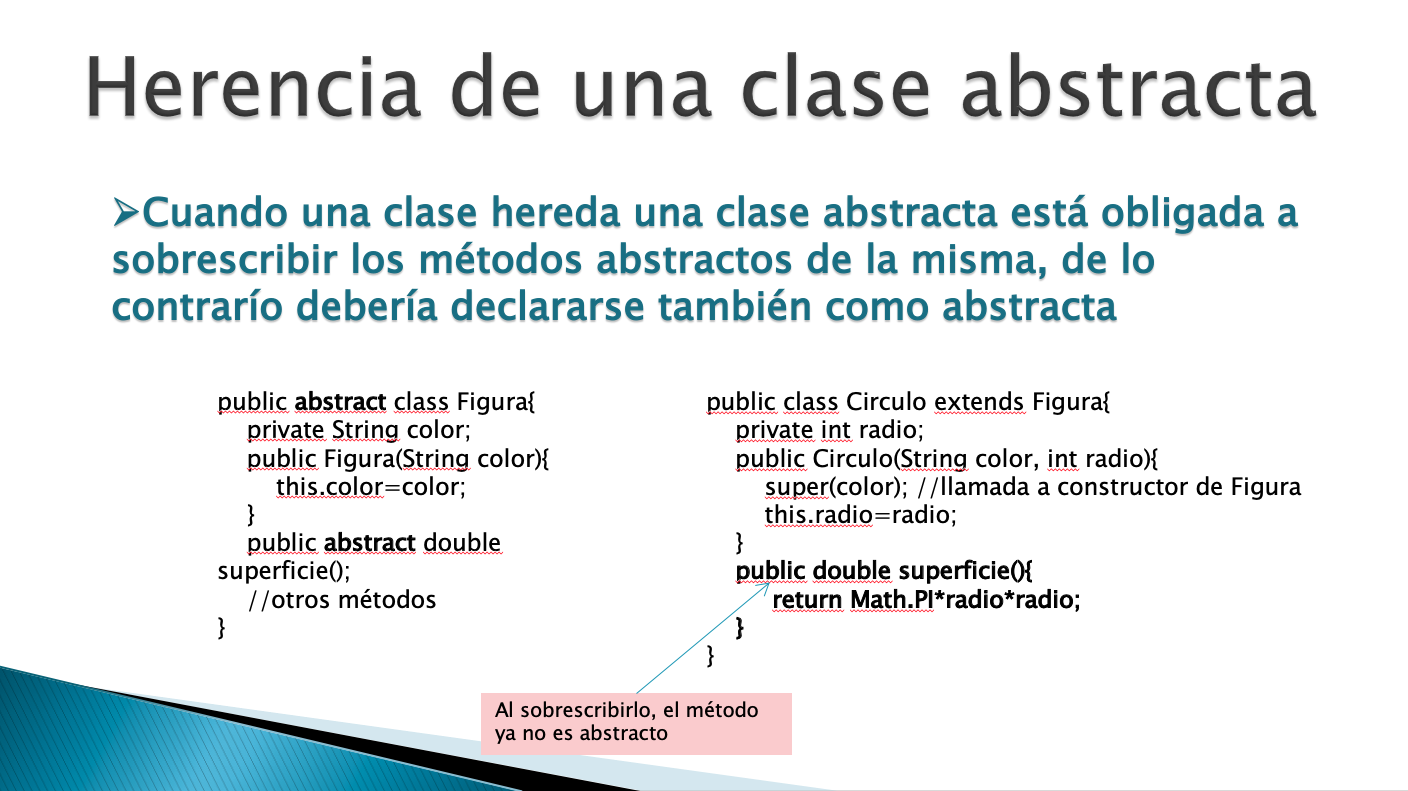 Herencia de una clase abstracta
➢Cuando una clase hereda una clase abstracta está obligada a
sobrescribir los métodos abstractos de la misma, de lo
contrarío debería declararse también como abstracta
public abstract class Figura{
private String color;
public Figura(String color){
this.color=color;
}
public abstract double
superficie();
//otros métodos
}
public class Circulo extends Figura{
private int radio;
public Circulo(String color, int radio){
super(color); //llamada a constructor de Figura
this.radio=radio;
}
public double superficie(){
return Math.PI*radio*radio;
}
}
Al sobrescribirlo, el método
ya no es abstracto